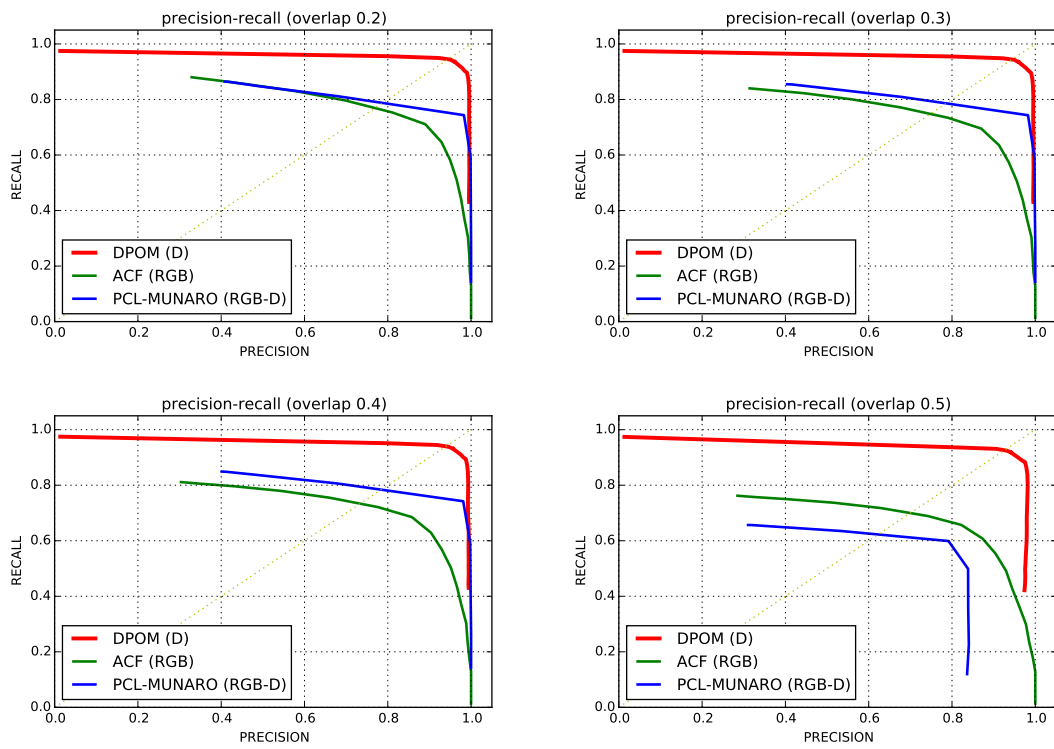 precision-recall (overlap 0.2)
1.0
0.8
0.6
0.4
0.2
0.0
RECALL
DPOM (D)
ACF (RGB)
PCL-MUNARO (RGB-D)
0.0 0.2 0.4 0.6 0.8 1.0
PRECISION
precision-recall (overlap 0.3)
1.0
0.8
0.6
0.4
0.2
0.0
RECALL
DPOM (D)
ACF (RGB)
PCL-MUNARO (RGB-D)
0.0 0.2 0.4 0.6 0.8 1.0
PRECISION
precision-recall (overlap 0.4)
1.0
0.8
0.6
0.4
0.2
0.0
RECALL
DPOM (D)
ACF (RGB)
PCL-MUNARO (RGB-D)
0.0 0.2 0.4 0.6 0.8 1.0
PRECISION
precision-recall (overlap 0.5)
1.0
0.8
0.6
0.4
0.2
0.0
RECALL
DPOM (D)
ACF (RGB)
PCL-MUNARO (RGB-D)
0.0 0.2 0.4 0.6 0.8 1.0
PRECISION